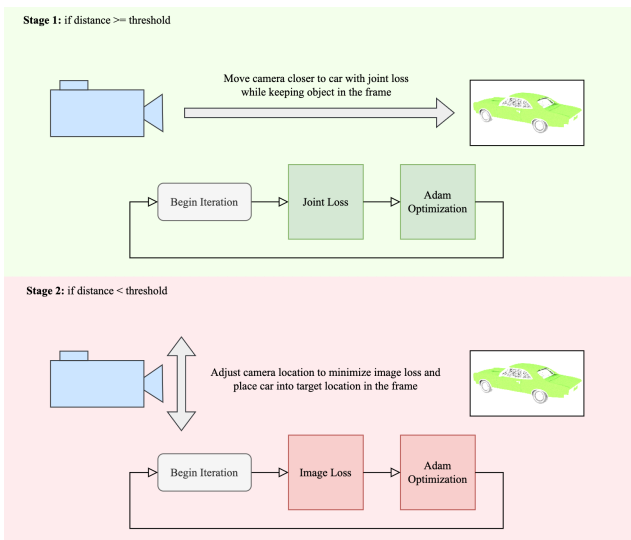 Stage 1: if distance >= threshold
Move camera closer to car with joint loss
while keeping object in the frame
Begin Iteration
Joint Loss
Adam
Optimization
Stage 2: if distance < threshold
Adjust camera location to minimize image loss and
place car into target location in the frame
Begin Iteration
Image Loss
Adam
Optimization